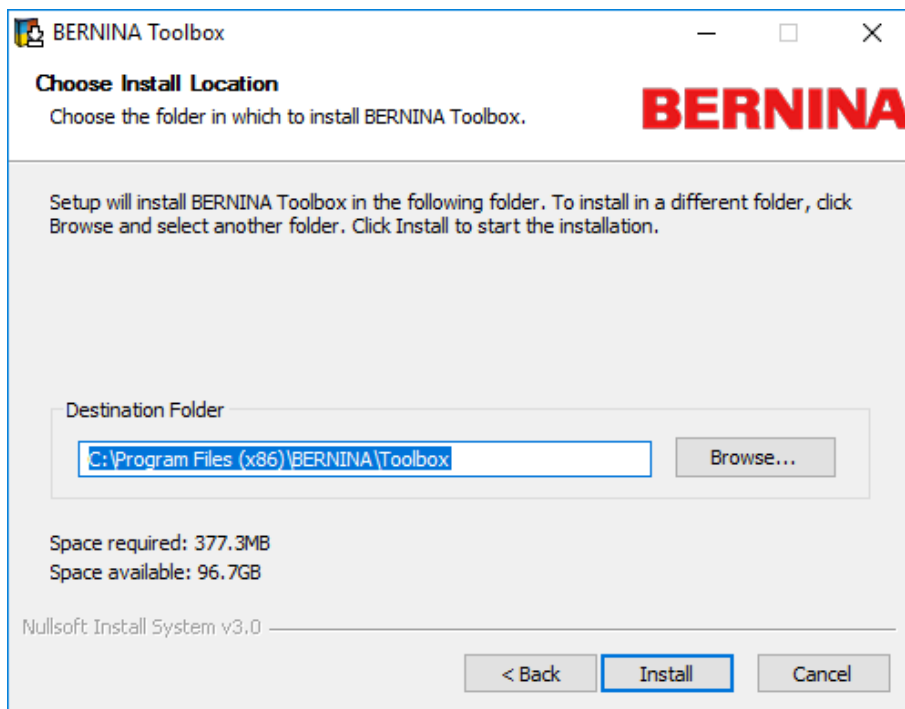 BERNINA Toolbox
Choose Install Location
Choose the folder in which to install BERNINA Toolbox.
BERNINA
Setup will install BERNINA Toolbox in the following folder. To install in a different folder, click
Browse and select another folder. Click Install to start the installation.
Destination Folder
C:\Program Files (x86)\BERNINA\Toolbox
Browse...
Space required: 377.3MB
Space available: 96.7GB
Nullsoft Install System v3.0
< Back
Install
Cancel